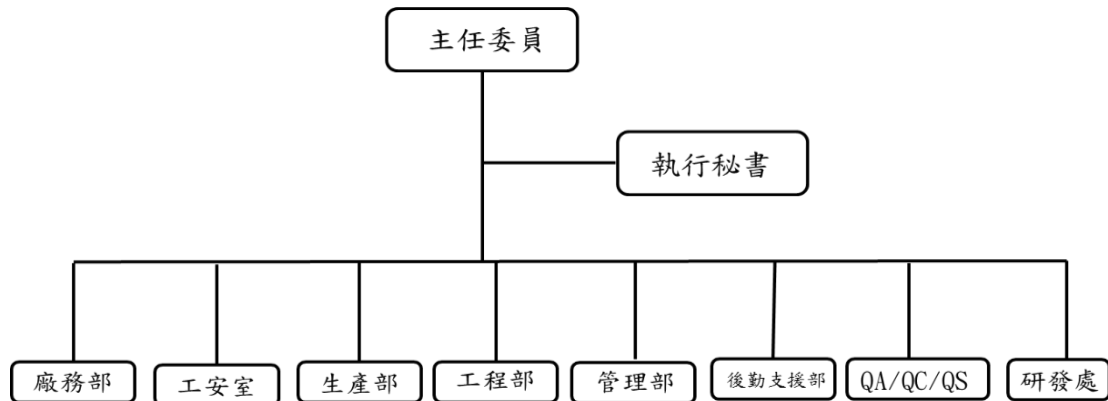 主任委員
執行秘書
廠務部
工安室
生產部
工程部
管理部
後勤支援部
QA/QC/QS
研發處